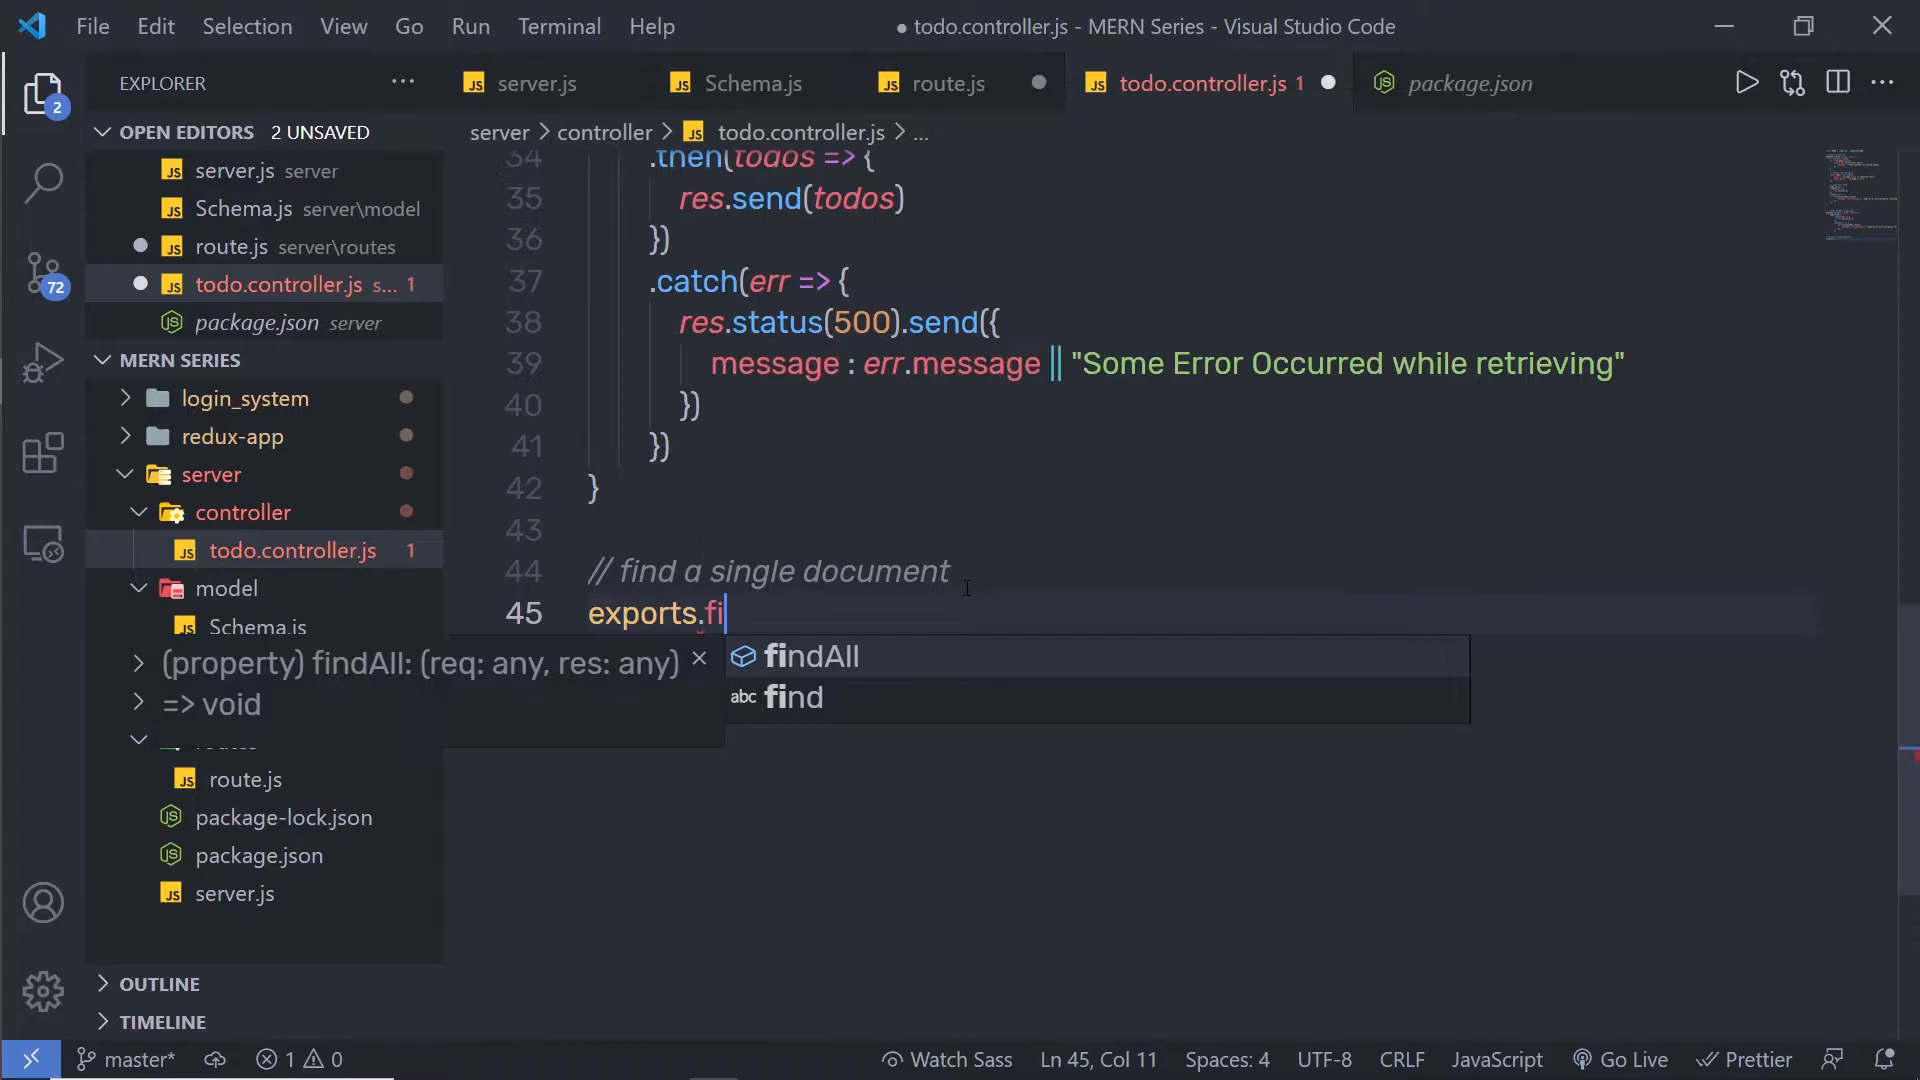 File Edit Selection View Go Run Terminal Help
● todo.controller.js - MERN Series - Visual Studio Code
2
72
EXPLORER
OPEN EDITORS 2 UNSAVED
server.js server
Schema.js server\model
route.js server\routes
todo.controller.js s... 1
package.json server
MERN SERIES
login_system
redux-app
server
controller
todo.controller.js 1
model
Schema.js
(property) findAll: (req: any, res: any)
=> void
route.js
package-lock.json
package.json
server.js
OUTLINE
TIMELINE
server.js Schema.js route.js todo.controller.js 1 package.json
server > controller > todo.controller.js > ...
34 .then(todos => {
35 res.send(todos)
36 })
37 .catch(err => {
38 res.status(500).send({
39 message : err.message || "Some Error Occurred while retrieving"
40 })
41 })
42 }
43
44 // find a single document
45 exports.fi
findAll
abc find
master* 1 0 Watch Sass Ln 45, Col 11 Spaces: 4 UTF-8 CRLF JavaScript Go Live Prettier